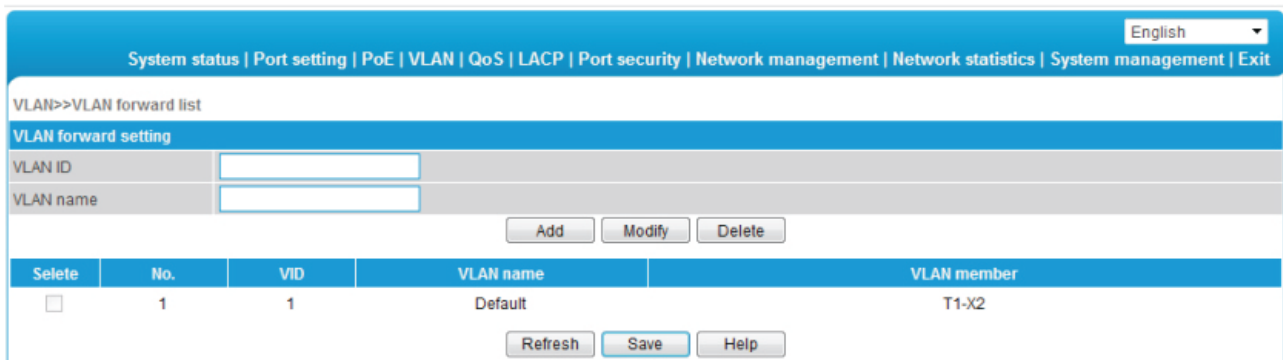 English
System status | Port setting | PoE | VLAN | QoS | LACP | Port security | Network management | Network statistics | System management | Exit
VLAN>>VLAN forward list
VLAN forward setting
VLAN ID
VLAN name
Add Modify Delete
Selete No. VID VLAN name VLAN member
1 1 Default T1-X2
Refresh Save Help